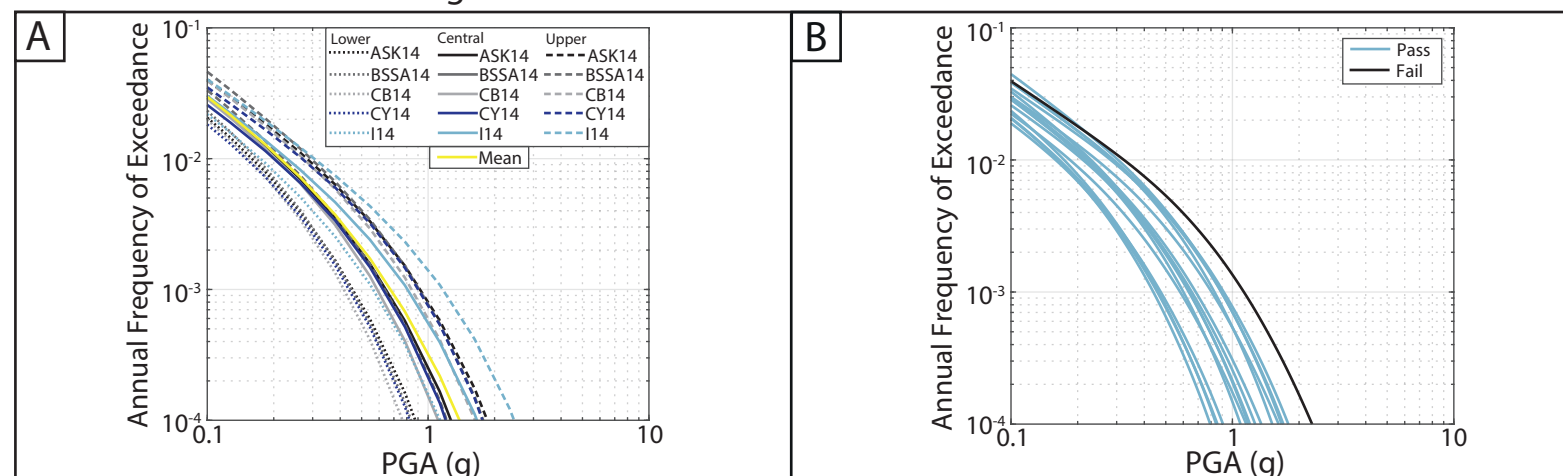 A
Annual Frequency of Exceedance
10-1
10-2
10-3
10-4
0.1
1
10
PGA (g)
Lower
ASK14
BSSA14
CB14
CY14
I14
Central
ASK14
BSSA14
CB14
CY14
I14
Upper
ASK14
BSSA14
CB14
CY14
I14
Mean
B
Annual Frequency of Exceedance
10-1
10-2
10-3
10-4
0.1
1
10
PGA (g)
Pass
Fail